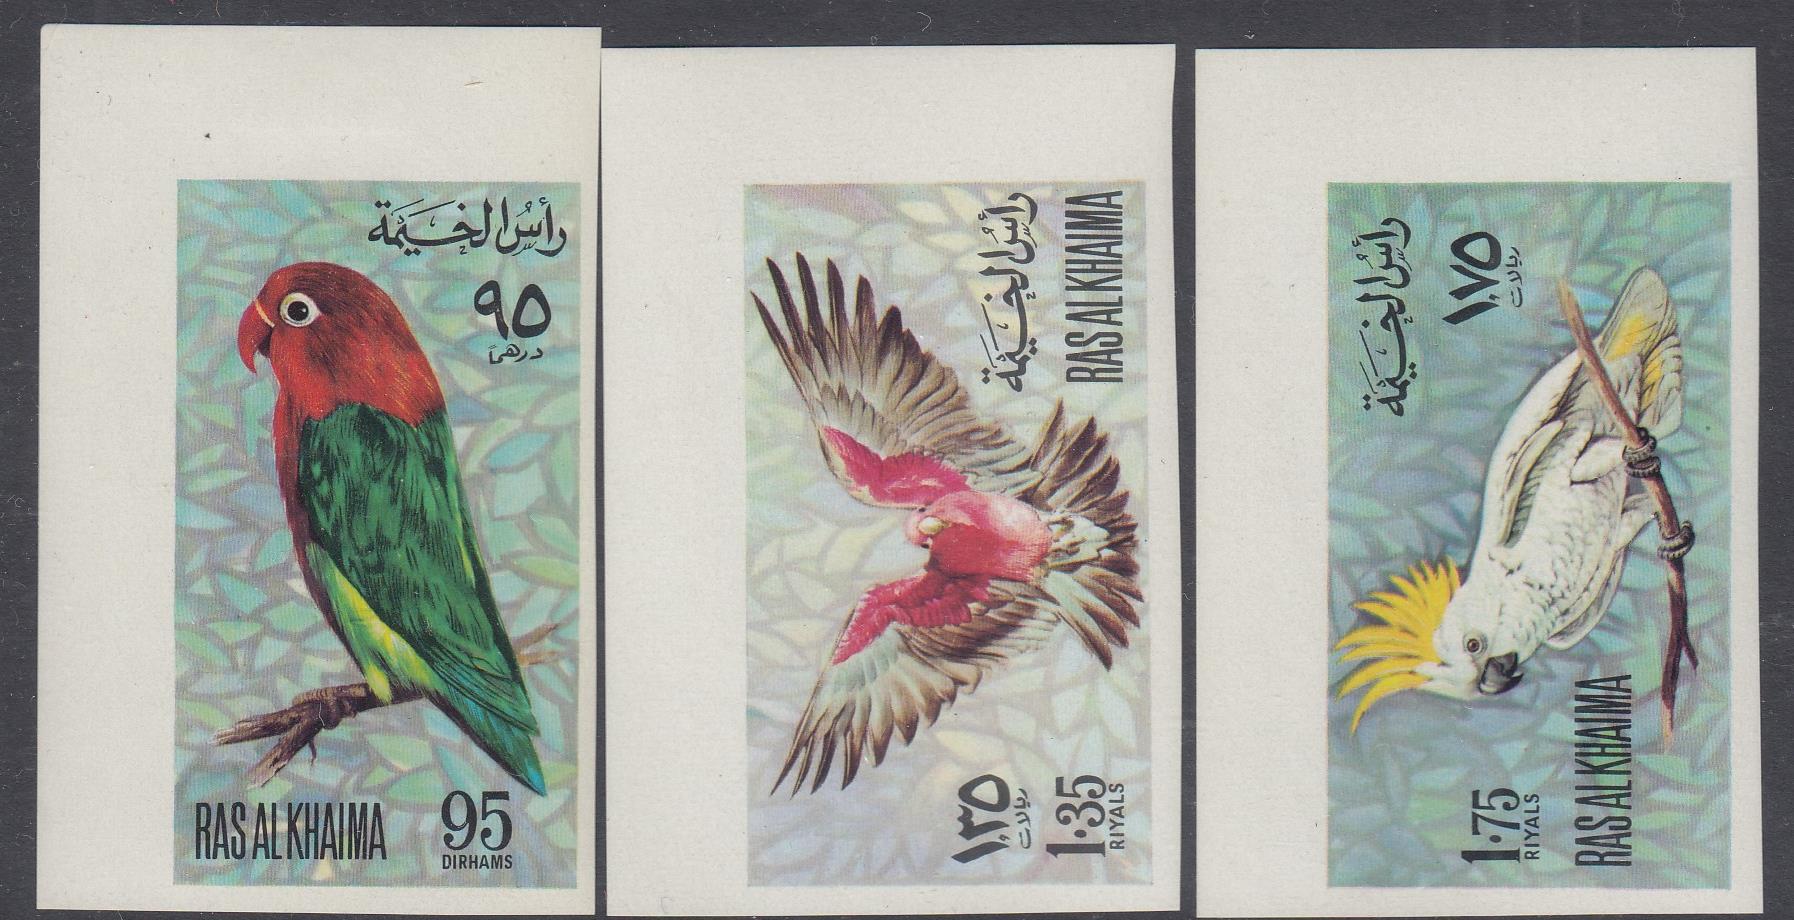 رأس الخيمة
٩٥
درهماً
RAS AL KHAIMA
95
DIRHAMS
رأس الخيمة
RAS AL KHAIMA
١,٣٥
ريالات
1·35
RIYALS
رأس الخيمة
١,٧٥
ريالات
1·75
RIYALS
RAS AL KHAIMA